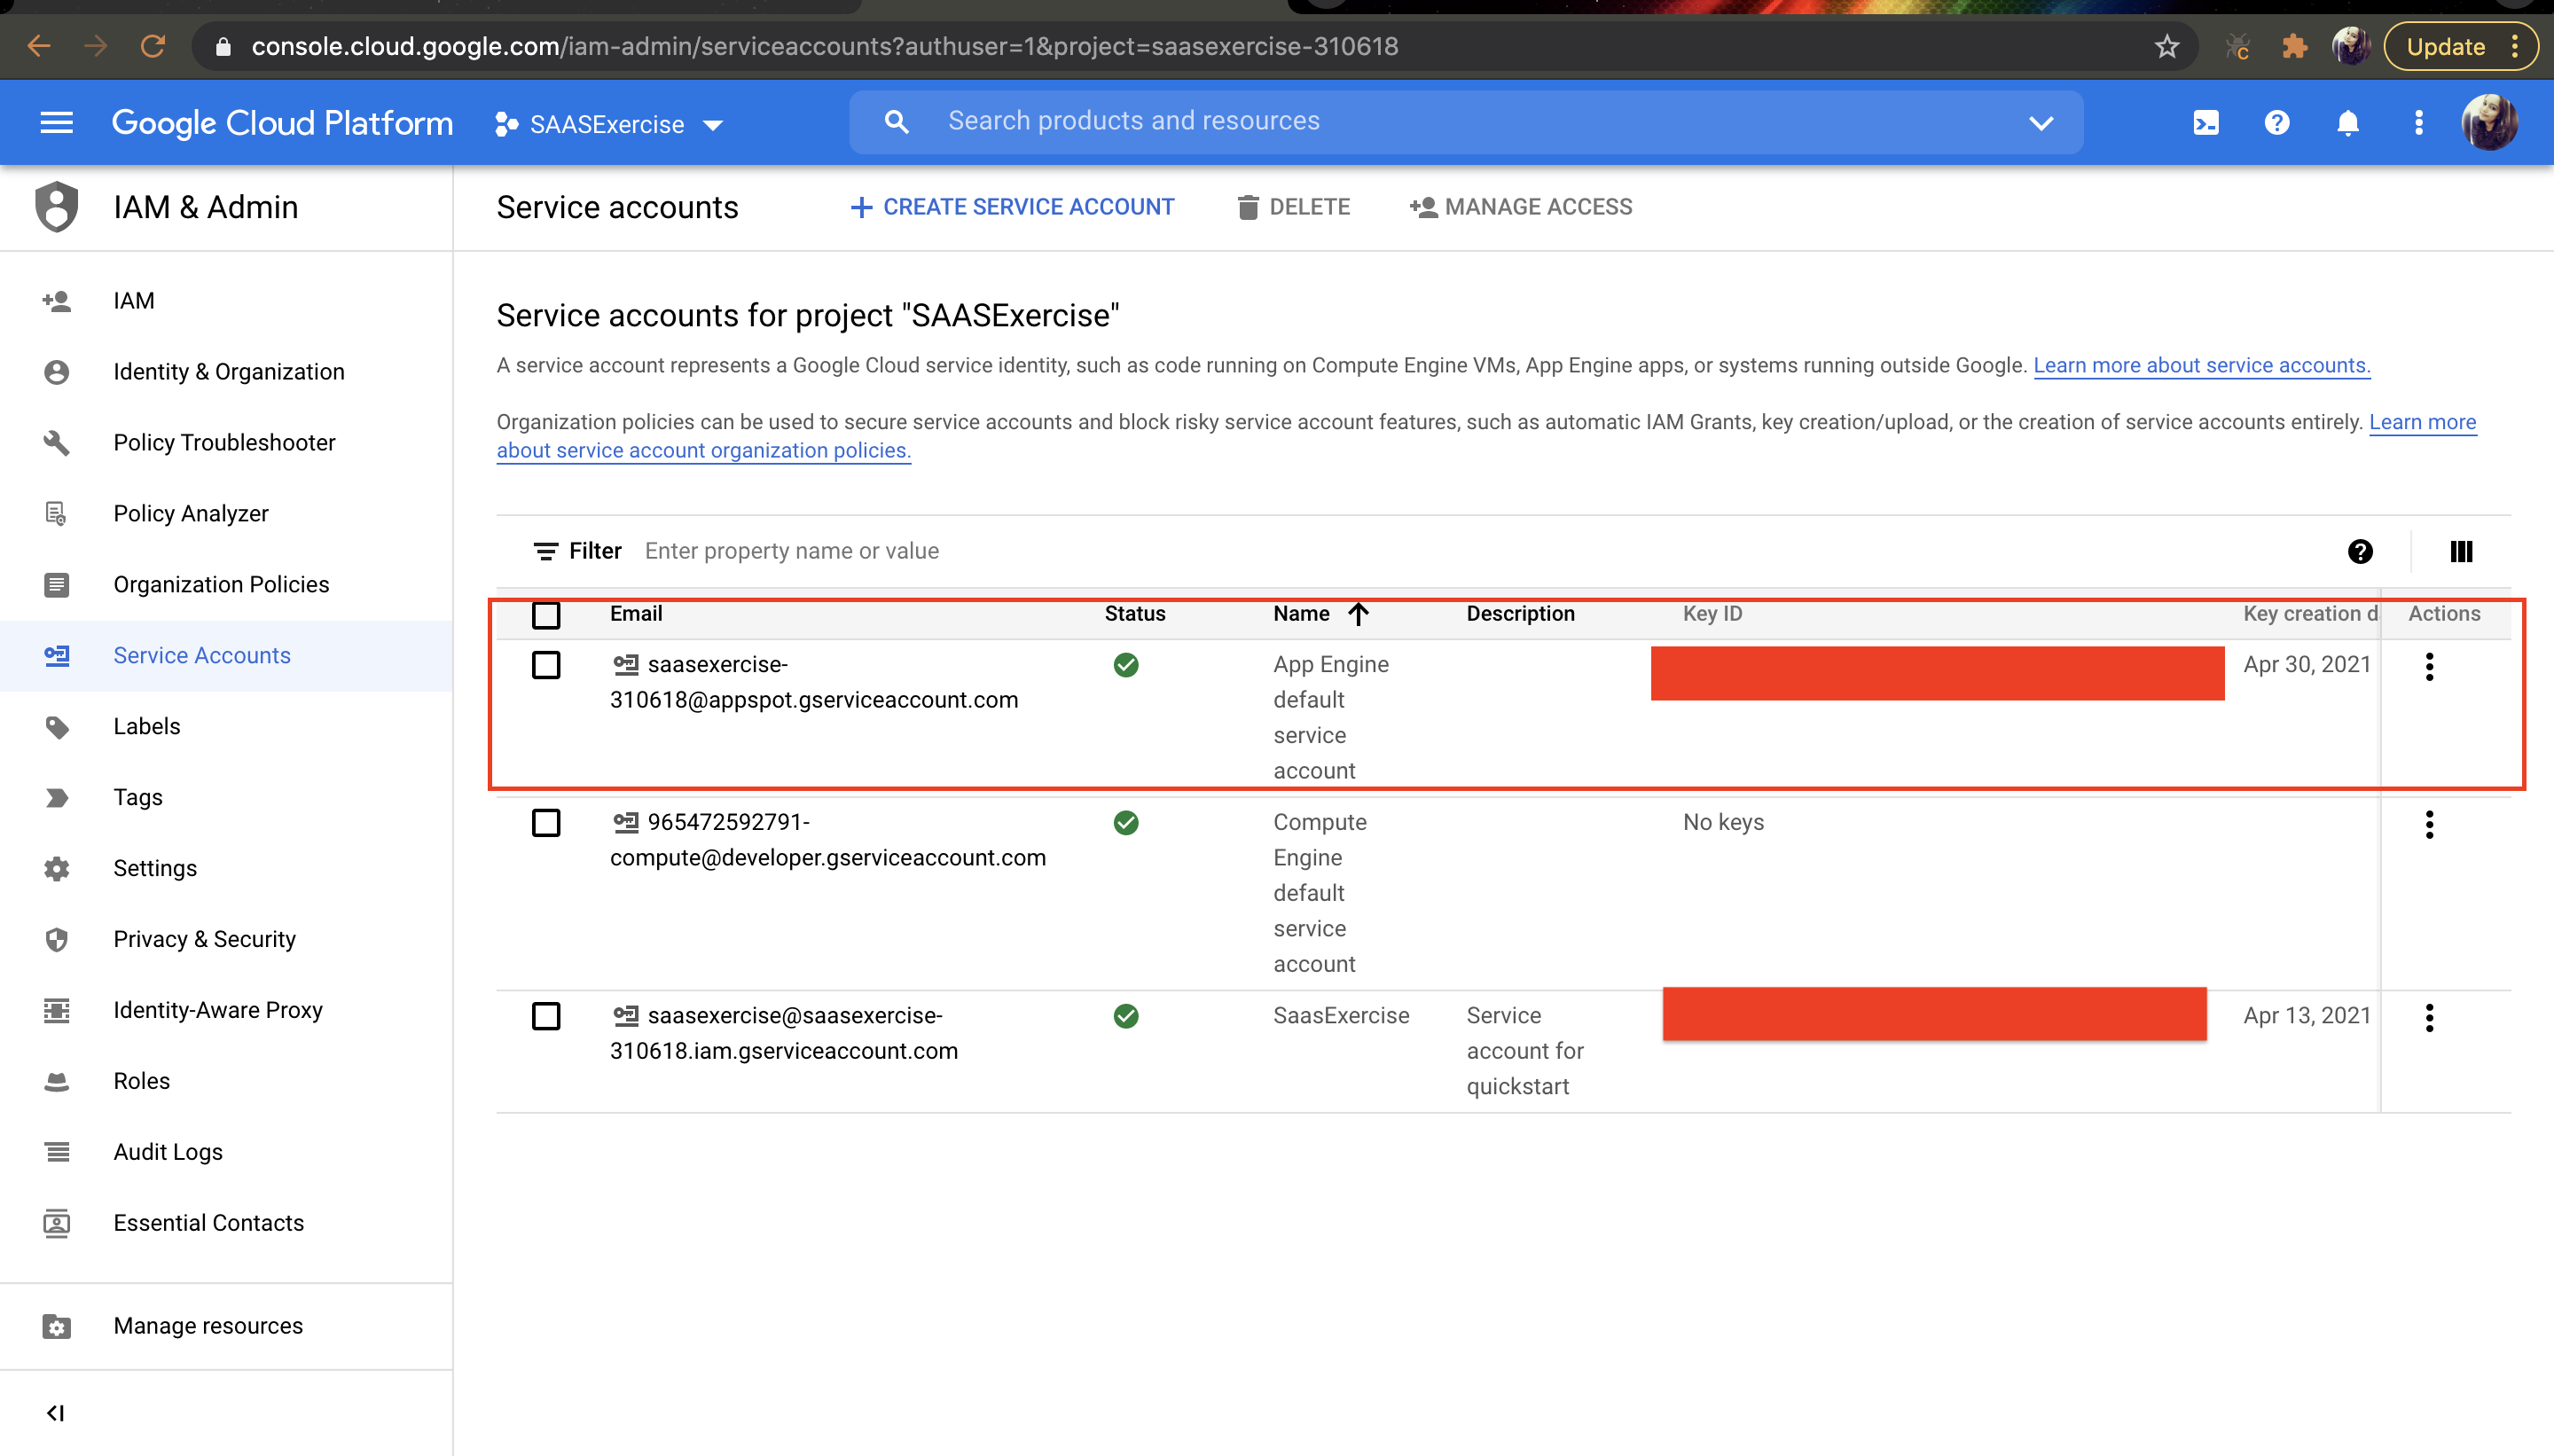 console.cloud.google.com/iam-admin/serviceaccounts?authuser=1&project=saasexercise-310618
C
Update
Google Cloud Platform
SAASExercise
Search products and resources
IAM & Admin
Service accounts
CREATE SERVICE ACCOUNT
DELETE
MANAGE ACCESS
IAM
Identity & Organization
Policy Troubleshooter
Policy Analyzer
Organization Policies
Service Accounts
Labels
Tags
Settings
Privacy & Security
Identity-Aware Proxy
Roles
Audit Logs
Essential Contacts
Manage resources
Service accounts for project "SAASExercise"
A service account represents a Google Cloud service identity, such as code running on Compute Engine VMs, App Engine apps, or systems running outside Google. Learn more about service accounts.
Organization policies can be used to secure service accounts and block risky service account features, such as automatic IAM Grants, key creation/upload, or the creation of service accounts entirely. Learn more
about service account organization policies.
Filter Enter property name or value
Email Status Name Description Key ID Key creation d Actions
saasexercise-
310618@appspot.gserviceaccount.com
App Engine
default
service
account
Apr 30, 2021
965472592791-
compute@developer.gserviceaccount.com
Compute
Engine
default
service
account
No keys
saasexercise@saasexercise-
310618.iam.gserviceaccount.com
SaasExercise
Service
account for
quickstart
Apr 13, 2021